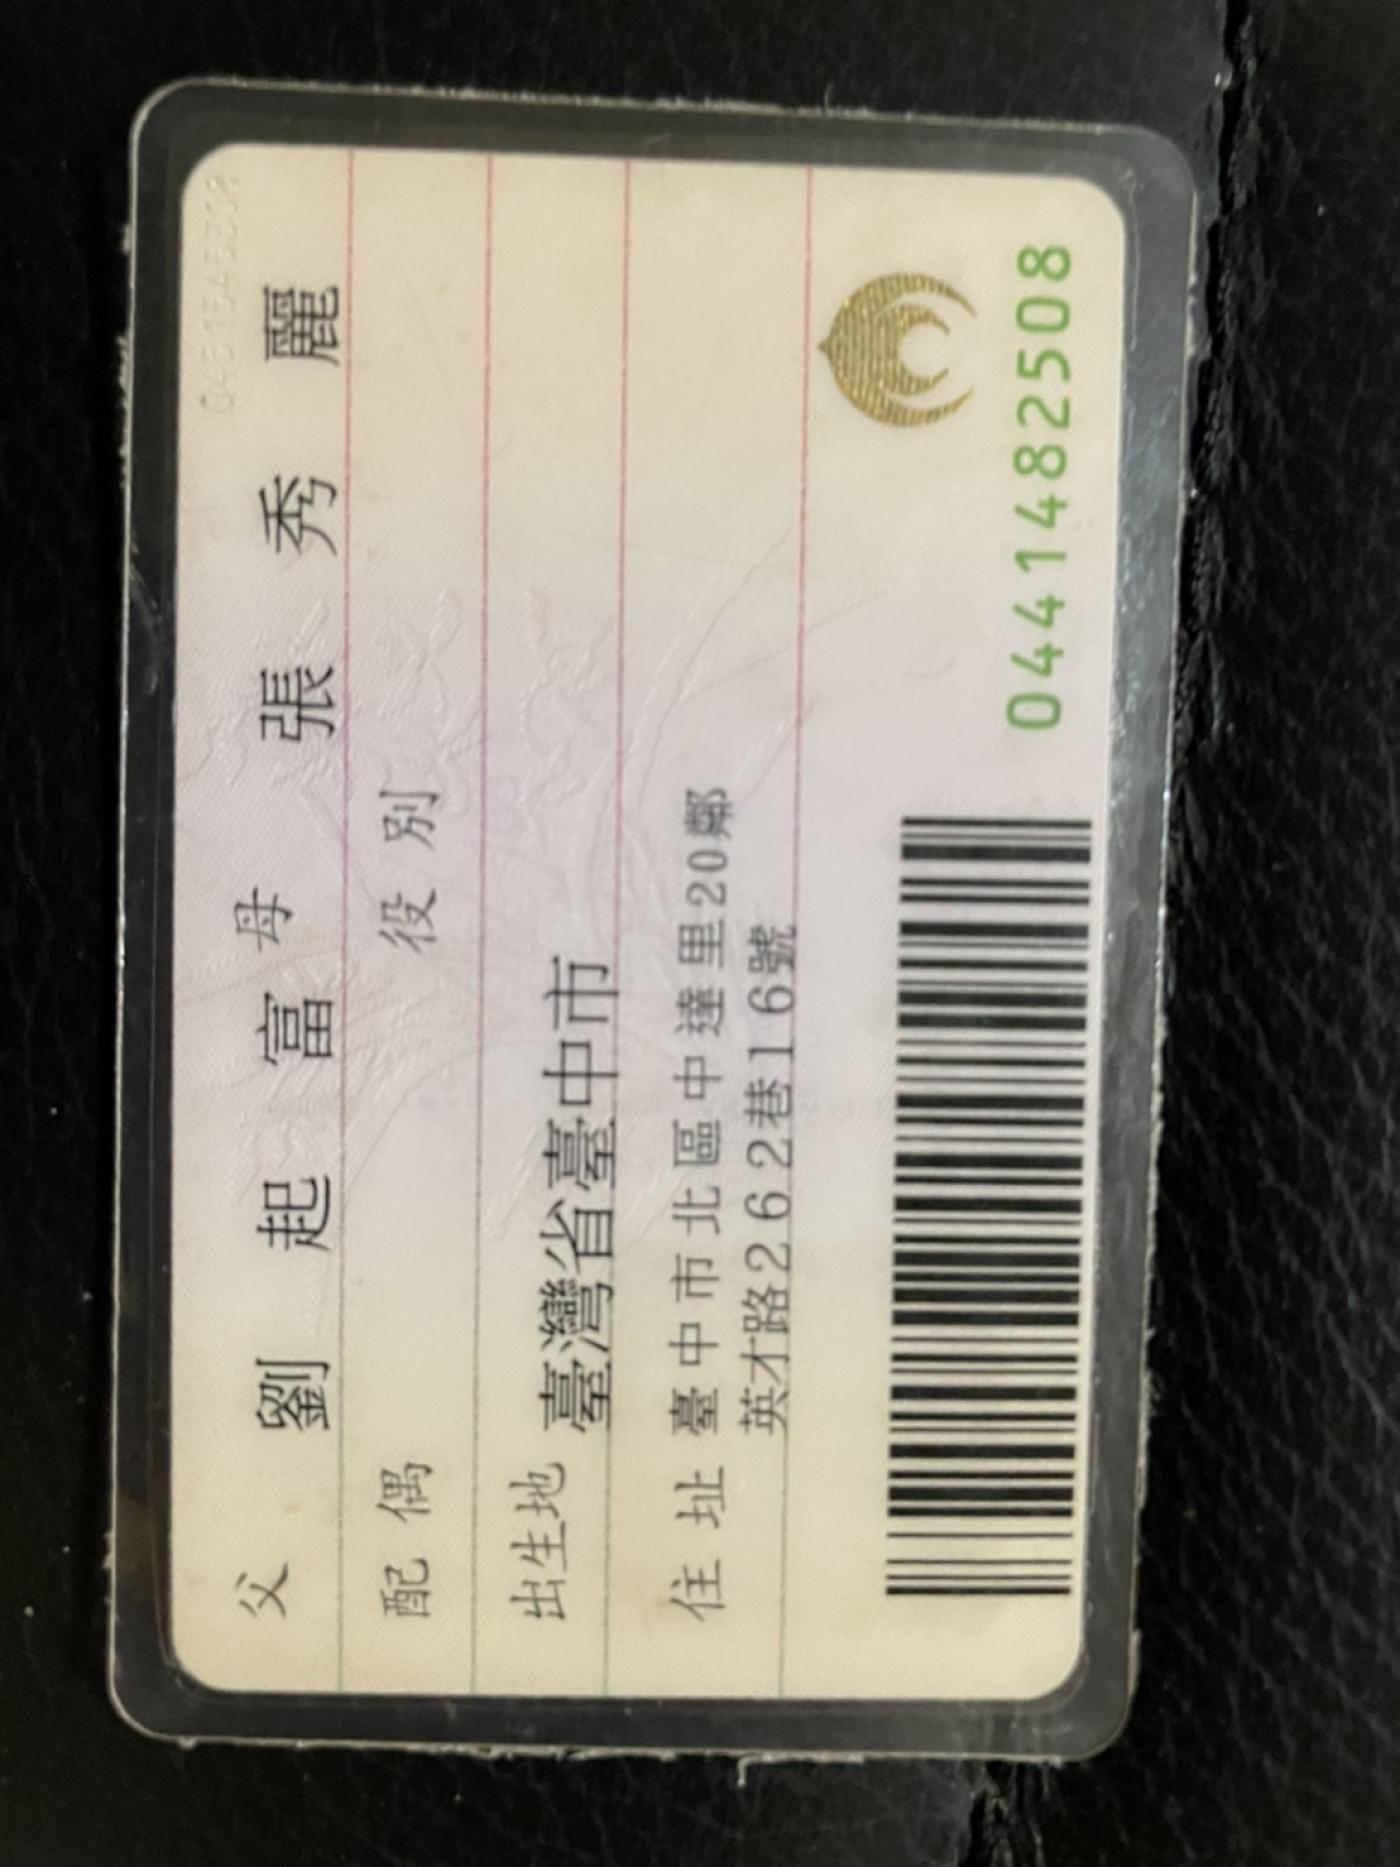 父 劉起富 母 張秀麗
配偶 役別
出生地 臺灣省臺中市
住址 臺中市北區中達里20鄰
英才路262巷116號
0441482508